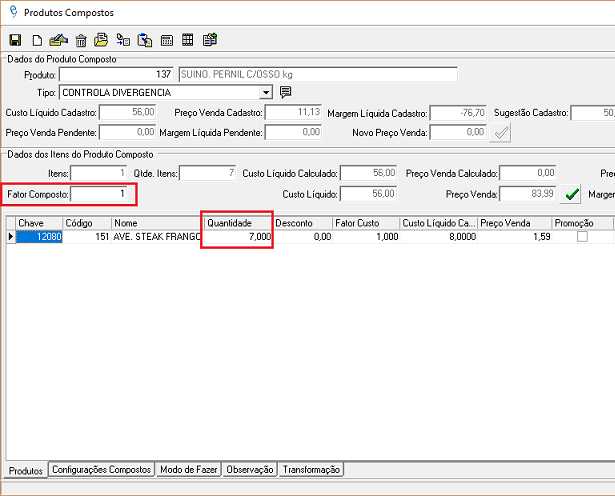 Produtos Compostos
Dados do Produto Composto
Produto: 137 SUINO. PERNIL C/OSSO kg
Tipo: CONTROLA DIVERGENCIA
Custo Líquido Cadastro: 56,00 Preço Venda Cadastro: 11,13 Margem Líquida Cadastro: -76,70 Sugestão Cadastro: 50,
Preço Venda Pendente: 0,00 Margem Líquida Pendente: 0,00 Novo Preço Venda: 0,00
Dados dos Itens do Produto Composto
Itens: 1 Qtde. Itens: 7 Custo Líquido Calculado: 56,00 Preço Venda Calculado: 0,00 Preç
Fator Composto: 1 Custo Líquido: 56,00 Preço Venda: 83,99 Margem
Chave Código Nome Quantidade Desconto Fator Custo Custo Líquido Ca... Preço Venda Promoção
12080 151 AVE. STEAK FRANGO 7,000 0,00 1,000 8,0000 1,59
Produtos Configurações Compostos Modo de Fazer Observação Transformação